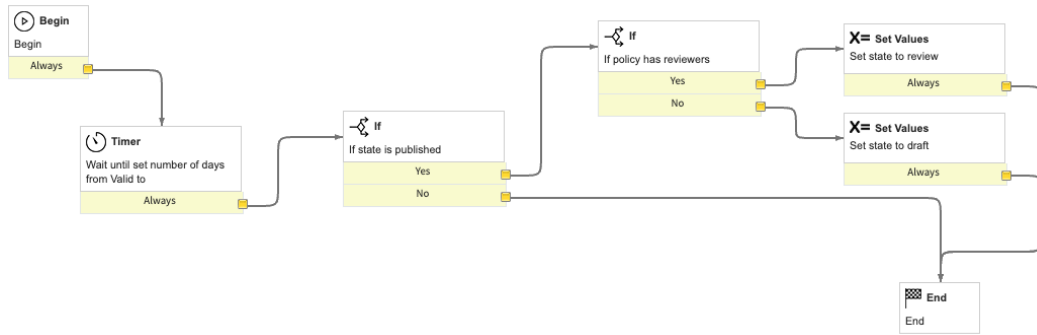 Begin
Begin
Always
Timer
Wait until set number of days
from Valid to
Always
If
If state is published
Yes
No
If
If policy has reviewers
Yes
No
X= Set Values
Set state to review
Always
X= Set Values
Set state to draft
Always
End
End